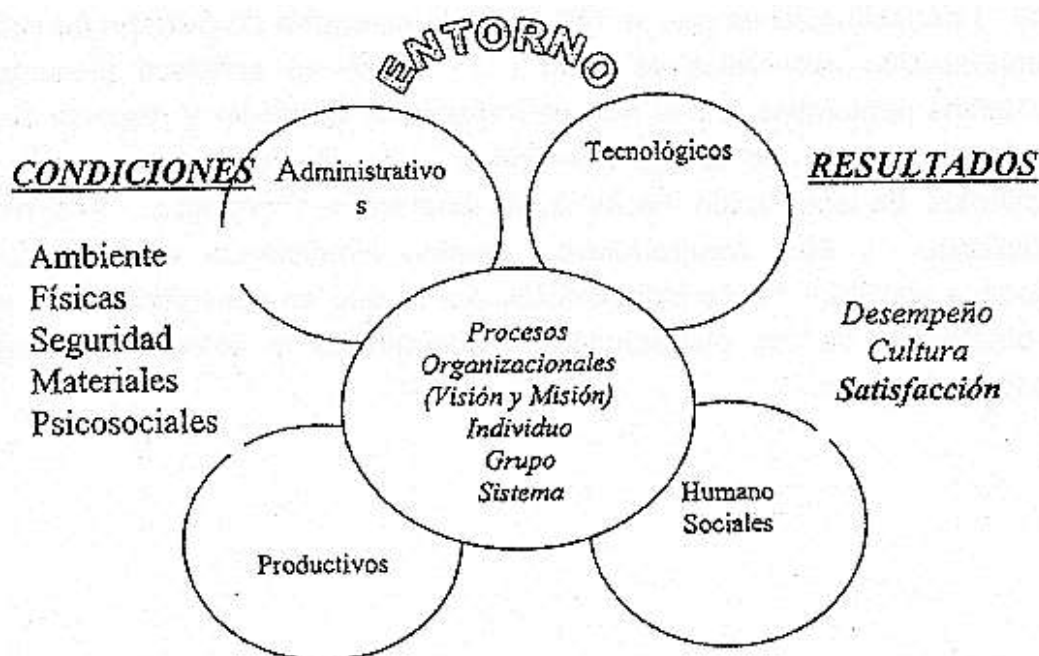 ENTORNO
CONDICIONES
Administrativo
s
Tecnológicos
RESULTADOS
Ambiente
Físicas
Seguridad
Materiales
Psicosociales
Procesos
Organizacionales
(Visión y Misión)
Individuo
Grupo
Sistema
Desempeño
Cultura
Satisfacción
Productivos
Humano
Sociales